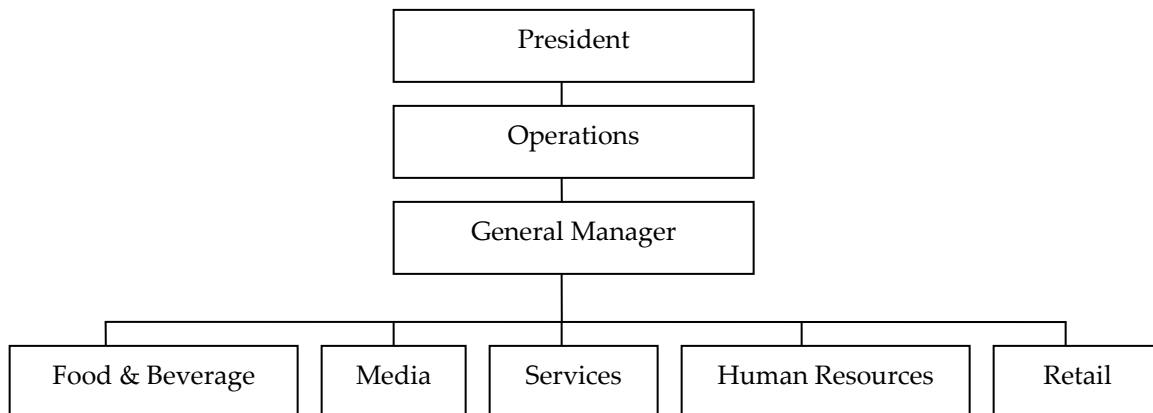 President
Operations
General Manager
Food & Beverage
Media
Services
Human Resources
Retail